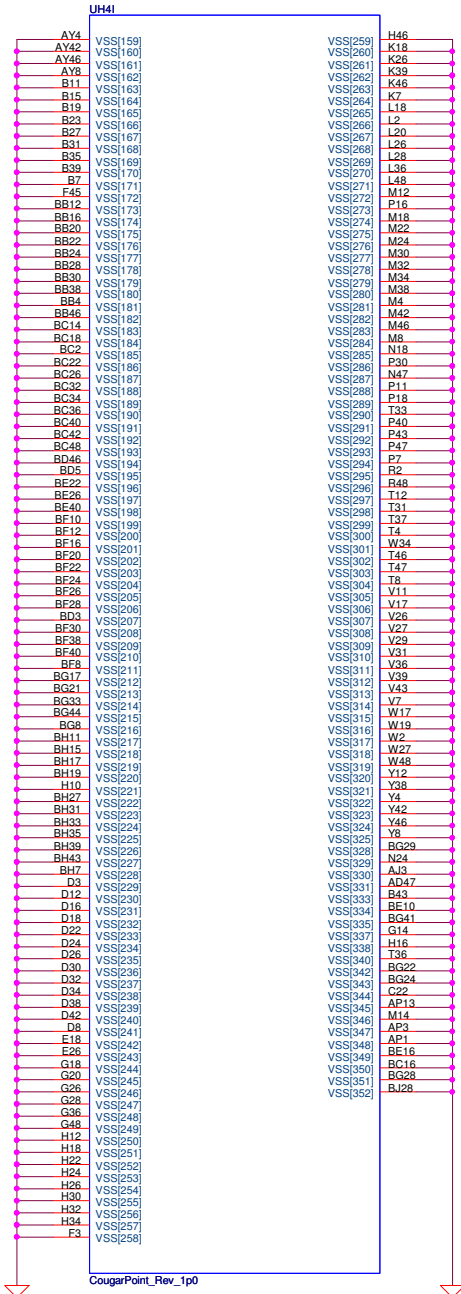 UH4I
AY4 VSS[159]
AY42 VSS[160]
AY46 VSS[161]
AY8 VSS[162]
B11 VSS[163]
B15 VSS[164]
B19 VSS[165]
B23 VSS[166]
B27 VSS[167]
B31 VSS[168]
B35 VSS[169]
B39 VSS[170]
B7 VSS[171]
F45 VSS[172]
BB12 VSS[173]
BB16 VSS[174]
BB20 VSS[175]
BB22 VSS[176]
BB24 VSS[177]
BB28 VSS[178]
BB30 VSS[179]
BB38 VSS[180]
BB4 VSS[181]
BB46 VSS[182]
BC14 VSS[183]
BC18 VSS[184]
BC2 VSS[185]
BC22 VSS[186]
BC26 VSS[187]
BC32 VSS[188]
BC34 VSS[189]
BC36 VSS[190]
BC40 VSS[191]
BC42 VSS[192]
BC48 VSS[193]
BD46 VSS[194]
BD5 VSS[195]
BE22 VSS[196]
BE26 VSS[197]
BE40 VSS[198]
BF10 VSS[199]
BF12 VSS[200]
BF16 VSS[201]
BF20 VSS[202]
BF22 VSS[203]
BF24 VSS[204]
BF26 VSS[205]
BF28 VSS[206]
BD3 VSS[207]
BF30 VSS[208]
BF38 VSS[209]
BF40 VSS[210]
BF8 VSS[211]
BG17 VSS[212]
BG21 VSS[213]
BG33 VSS[214]
BG44 VSS[215]
BG8 VSS[216]
BH11 VSS[217]
BH15 VSS[218]
BH17 VSS[219]
BH19 VSS[220]
H10 VSS[221]
BH27 VSS[222]
BH31 VSS[223]
BH33 VSS[224]
BH35 VSS[225]
BH39 VSS[226]
BH43 VSS[227]
BH7 VSS[228]
D3 VSS[229]
D12 VSS[230]
D16 VSS[231]
D18 VSS[232]
D22 VSS[233]
D24 VSS[234]
D26 VSS[235]
D30 VSS[236]
D32 VSS[237]
D34 VSS[238]
D38 VSS[239]
D42 VSS[240]
D8 VSS[241]
E18 VSS[242]
E26 VSS[243]
G18 VSS[244]
G20 VSS[245]
G26 VSS[246]
G28 VSS[247]
G36 VSS[248]
G48 VSS[249]
H12 VSS[250]
H18 VSS[251]
H22 VSS[252]
H24 VSS[253]
H26 VSS[254]
H30 VSS[255]
H32 VSS[256]
H34 VSS[257]
F3 VSS[258]
VSS[259] H46
VSS[260] K18
VSS[261] K26
VSS[262] K39
VSS[263] K46
VSS[264] K7
VSS[265] L18
VSS[266] L2
VSS[267] L20
VSS[268] L26
VSS[269] L28
VSS[270] L36
VSS[271] L48
VSS[272] M12
VSS[273] P16
VSS[274] M18
VSS[275] M22
VSS[276] M24
VSS[277] M30
VSS[278] M32
VSS[279] M34
VSS[280] M38
VSS[281] M4
VSS[282] M42
VSS[283] M46
VSS[284] M8
VSS[285] N18
VSS[286] P30
VSS[287] N47
VSS[288] P11
VSS[289] P18
VSS[290] T33
VSS[291] P40
VSS[292] P43
VSS[293] P47
VSS[294] P7
VSS[295] R2
VSS[296] R48
VSS[297] T12
VSS[298] T31
VSS[299] T37
VSS[300] T4
VSS[301] W34
VSS[302] T46
VSS[303] T47
VSS[304] T8
VSS[305] V11
VSS[306] V17
VSS[307] V26
VSS[308] V27
VSS[309] V29
VSS[310] V31
VSS[311] V36
VSS[312] V39
VSS[313] V43
VSS[314] V7
VSS[315] W17
VSS[316] W19
VSS[317] W2
VSS[318] W27
VSS[319] W48
VSS[320] Y12
VSS[321] Y38
VSS[322] Y4
VSS[323] Y42
VSS[324] Y46
VSS[325] Y8
VSS[328] BG29
VSS[329] N24
VSS[330] AJ3
VSS[331] AD47
VSS[333] B43
VSS[334] BE10
VSS[335] BG41
VSS[337] G14
VSS[338] H16
VSS[340] T36
VSS[342] BG22
VSS[343] BG24
VSS[344] C22
VSS[345] AP13
VSS[346] M14
VSS[347] AP3
VSS[348] AP1
VSS[349] BE16
VSS[350] BC16
VSS[351] BG28
VSS[352] BJ28
CougarPoint_Rev_1p0